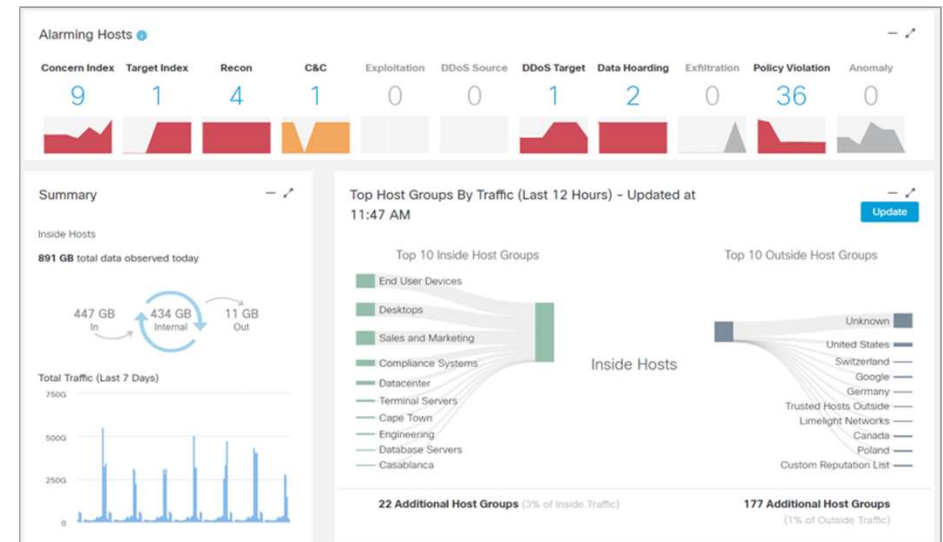 Alarming Hosts
Concern Index Target Index Recon C&C Exploitation DDoS Source DDoS Target Data Hoarding Exfiltration Policy Violation Anomaly
9 1 4 1 0 0 1 2 0 36 0
Summary
Inside Hosts
891 GB total data observed today
447 GB 434 GB 11 GB
In Internal Out
Total Traffic (Last 7 Days)
750G
500G
250G
0
Top Host Groups By Traffic (Last 12 Hours) - Updated at
11:47 AM
Update
Top 10 Inside Host Groups
End User Devices
Desktops
Sales and Marketing
Compliance Systems
Datacenter
Terminal Servers
Cape Town
Engineering
Database Servers
Casablanca
Inside Hosts
Top 10 Outside Host Groups
Unknown
United States
Switzerland
Google
Germany
Trusted Hosts Outside
Limelight Networks
Canada
Poland
Custom Reputation List
22 Additional Host Groups (3% of Inside Traffic)
177 Additional Host Groups
(1% of Outside Traffic)